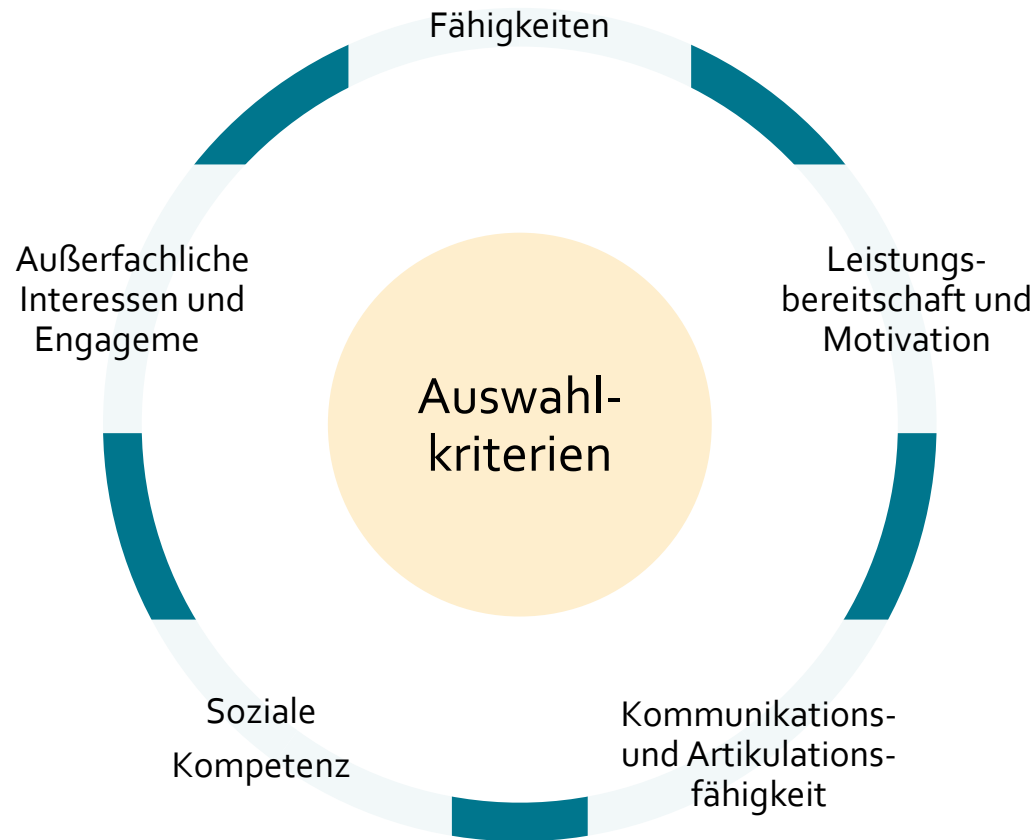 Fähigkeiten
Außerfachliche
Interessen und
Engageme
Leistungs-
bereitschaft und
Motivation
Auswahl-
kriterien
Soziale
Kompetenz
Kommunikations-
und Artikulations-
fähigkeit